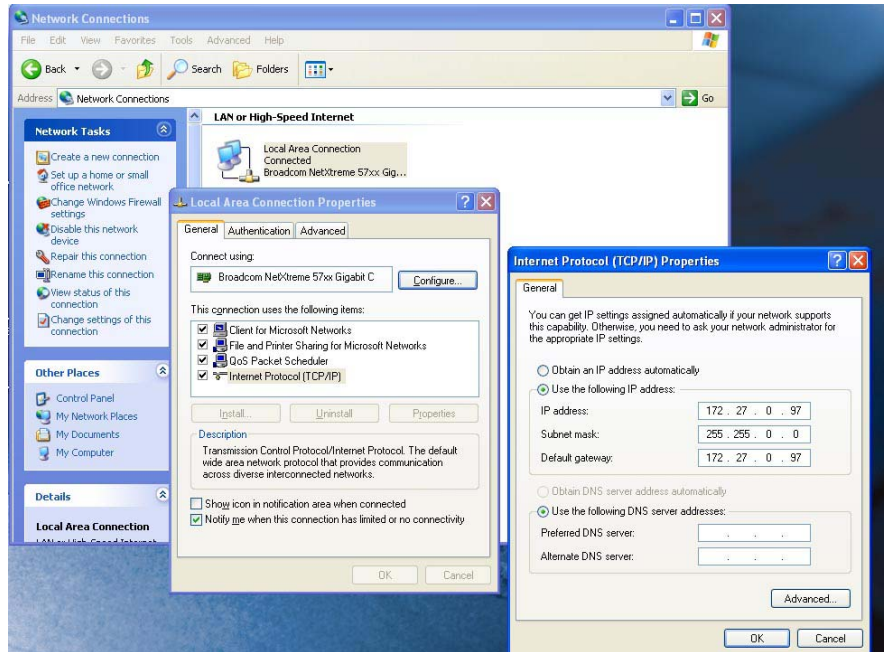 Network Connections
File Edit View Favorites Tools Advanced Help
Back Search Folders
Address Network Connections Go
Network Tasks
Create a new connection
Set up a home or small
office network
Change Windows Firewall
settings
Disable this network
device
Repair this connection
Rename this connection
View status of this
connection
Change settings of this
connection
Other Places
Control Panel
My Network Places
My Documents
My Computer
Details
Local Area Connection
LAN or High-Speed Internet
LAN or High-Speed Internet
Local Area Connection
Connected
Broadcom NetXtreme 57xx Gig...
Local Area Connection Properties
General Authentication Advanced
Connect using:
Broadcom NetXtreme 57xx Gigabit C Configure...
This connection uses the following items:
Client for Microsoft Networks
File and Printer Sharing for Microsoft Networks
QoS Packet Scheduler
Internet Protocol (TCP/IP)
Install... Uninstall Properties
Description
Transmission Control Protocol/Internet Protocol. The default
wide area network protocol that provides communication
across diverse interconnected networks.
Show icon in notification area when connected
Notify me when this connection has limited or no connectivity
OK Cancel
Internet Protocol (TCP/IP) Properties
General
You can get IP settings assigned automatically if your network supports
this capability. Otherwise, you need to ask your network administrator for
the appropriate IP settings.
Obtain an IP address automatically
Use the following IP address:
IP address: 172 . 27 . 0 . 97
Subnet mask: 255 . 255 . 0 . 0
Default gateway: 172 . 27 . 0 . 97
Obtain DNS server address automatically
Use the following DNS server addresses:
Preferred DNS server: . . .
Alternate DNS server: . . .
Advanced...
OK Cancel